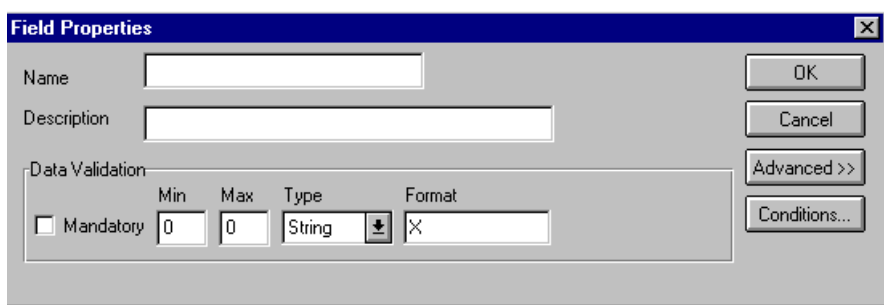 Field Properties
Name
OK
Description
Cancel
Data Validation
Advanced >>
Min Max Type Format
Conditions...
Mandatory 0 0 String X